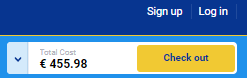 Sign up Log in
Total Cost
€ 455.98
Check out